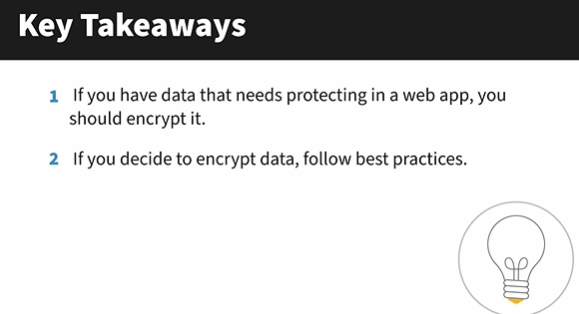 Key Takeaways
1 If you have data that needs protecting in a web app, you
should encrypt it.
2 If you decide to encrypt data, follow best practices.